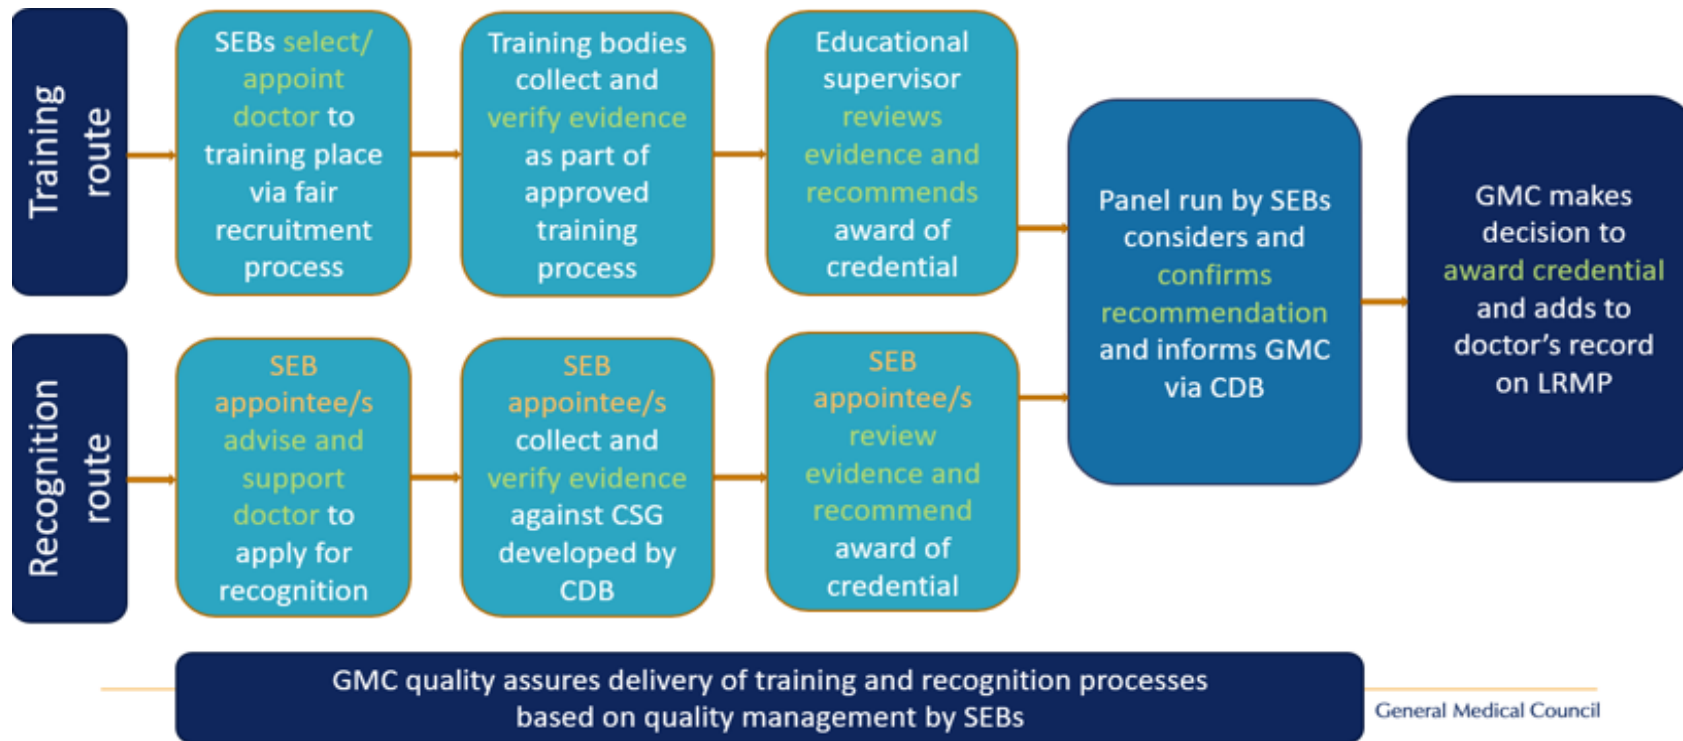 Training
route
SEBs select/
appoint
doctor to
training place
via fair
recruitment
process
Training bodies
collect and
verify evidence
as part of
approved
training
process
Educational
supervisor
reviews
evidence and
recommends
award of
credential
Panel run by SEBs
considers and
confirms
recommendation
and informs GMC
via CDB
GMC makes
decision to
award credential
and adds to
doctor's record
on LRMP
Recognition
route
SEB
appointee/s
advise and
support
doctor to
apply for
recognition
SEB
appointee/s
collect and
verify evidence
against CSG
developed by
CDB
SEB
appointee/s
review
evidence and
recommend
award of
credential
GMC quality assures delivery of training and recognition processes
based on quality management by SEBs
General Medical Council